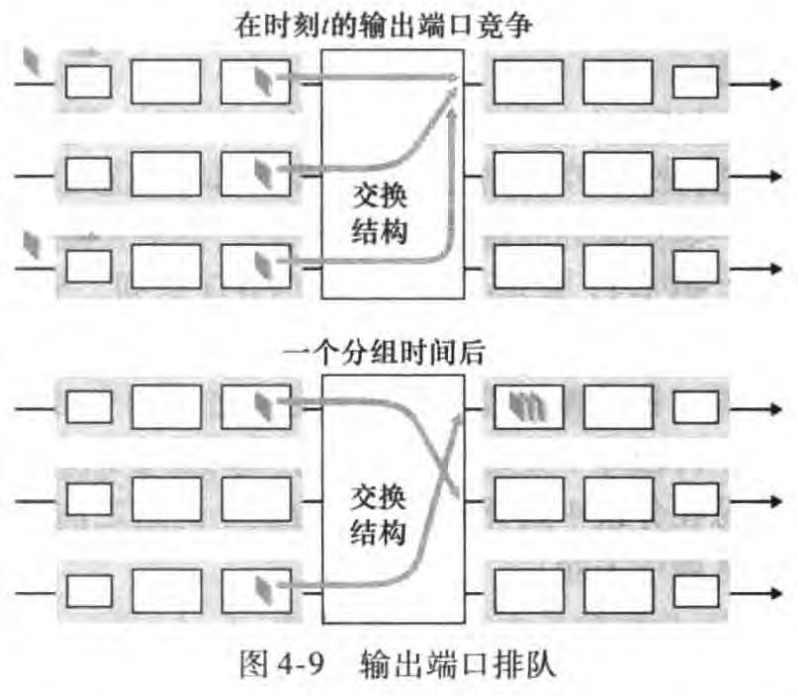 在时刻t的输出端口竞争
交换
结构
一个分组时间后
交换
结构
图 4-9 输出端口排队